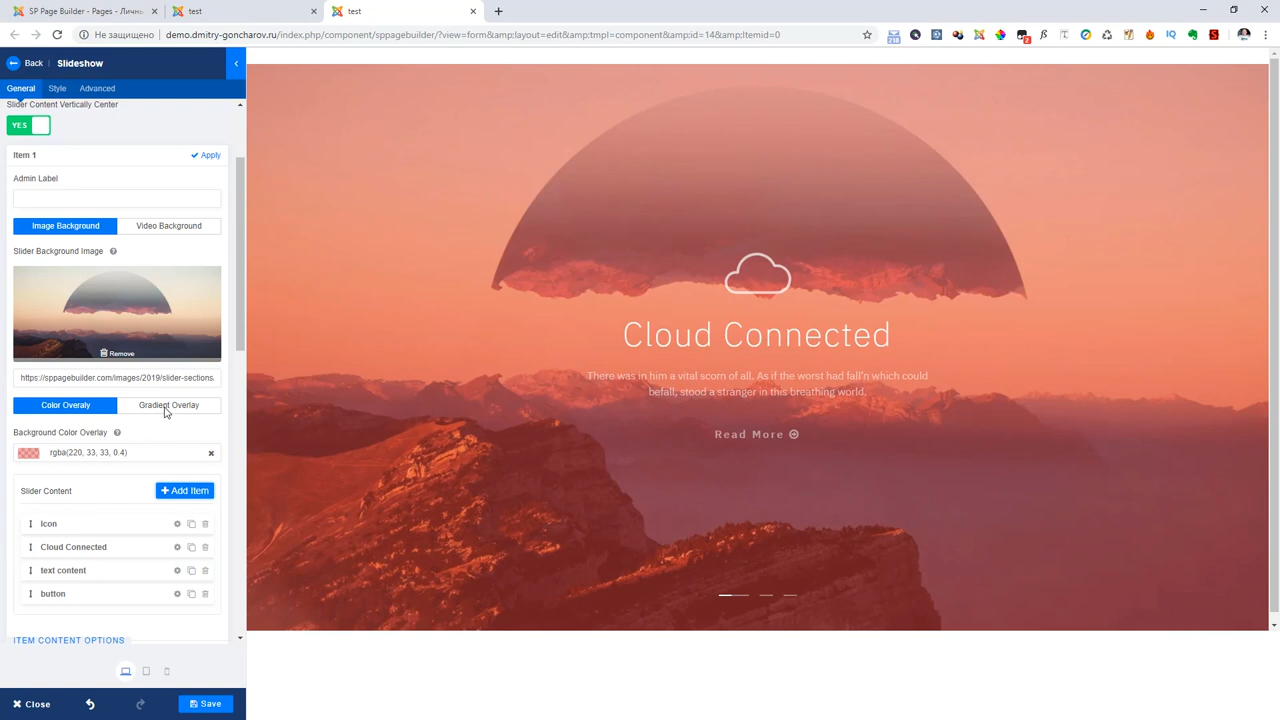 SP Page Builder - Pages - Личны
test
test
Не защищено
demo.dmitry-goncharov.ru/index.php/component/sppagebuilder/?view=form&amp;layout=edit&amp;tmpl=component&amp;id=14&amp;Itemid=0
Back
Slideshow
General
Style
Advanced
Slider Content Vertically Center
YES
Item 1
Apply
Admin Label
Image Background
Video Background
Slider Background Image
Remove
https://sppagebuilder.com/images/2019/slider-sections.
Color Overaly
Gradient Overlay
Background Color Overlay
rgba(220, 33, 33, 0.4)
Slider Content
Add Item
Icon
Cloud Connected
text content
button
ITEM CONTENT OPTIONS
Close
Save
Cloud Connected
There was in him a vital scorn of all. As if the worst had fall'n which could
befall, stood a stranger in this breathing world.
Read More